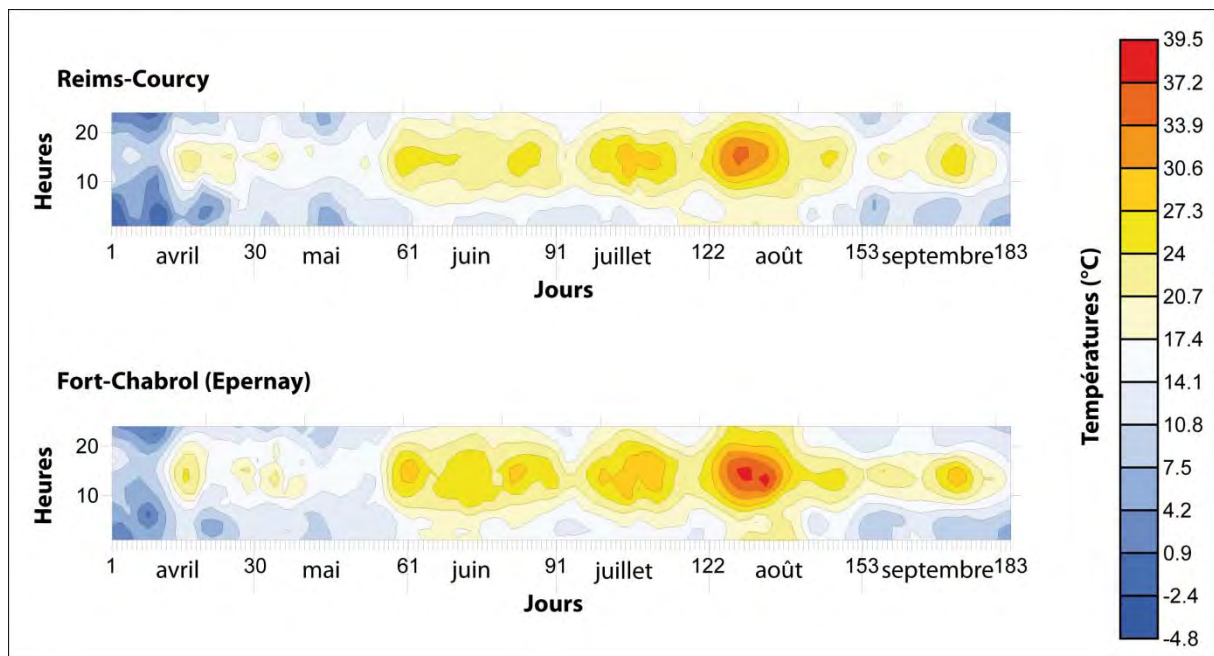 Reims-Courcy
Heures
20
10
1 avril 30 mai 61 juin 91 juillet 122 août 153 septembre 183
Jours
Fort-Chabrol (Epernay)
Heures
20
10
1 avril 30 mai 61 juin 91 juillet 122 août 153 septembre 183
Jours
Températures (°C)
39.5
37.2
33.9
30.6
27.3
24
20.7
17.4
14.1
10.8
7.5
4.2
0.9
-2.4
-4.8